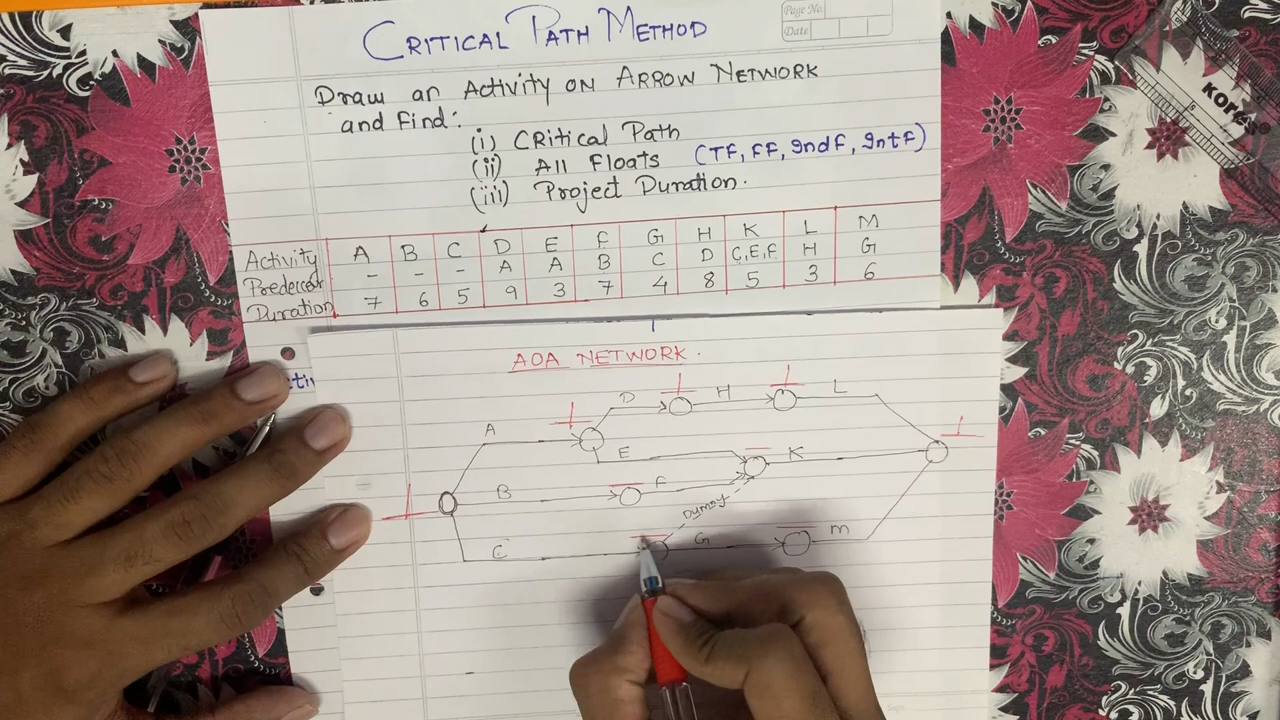 CRITICAL PATH METHOD
Page No.
Date
Draw an Activity ON ARROW NETWORK
and find:
(i) CRitical Path
(ii) All Floats (TF, FF, IndF, IntF)
(iii) Project Duration.
Activity A B C D E F G H K L M
Predecessor - - - A A B C D C,E,F H G
Duration 7 6 5 9 3 7 4 8 5 3 6
AOA NETWORK.
D H L
A
E K
B F
Dummy
C G M
kores